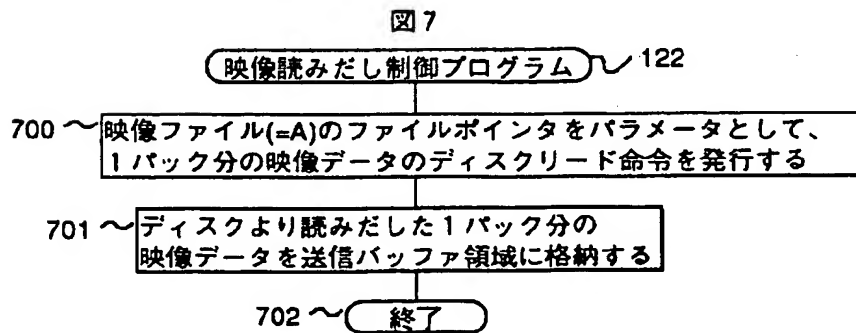 図7
映像読みだし制御プログラム 122
700 映像ファイル(=A)のファイルポインタをパラメータとして、
1パック分の映像データのディスクリード命令を発行する
701 ディスクより読みだした1パック分の
映像データを送信バッファ領域に格納する
702 終了